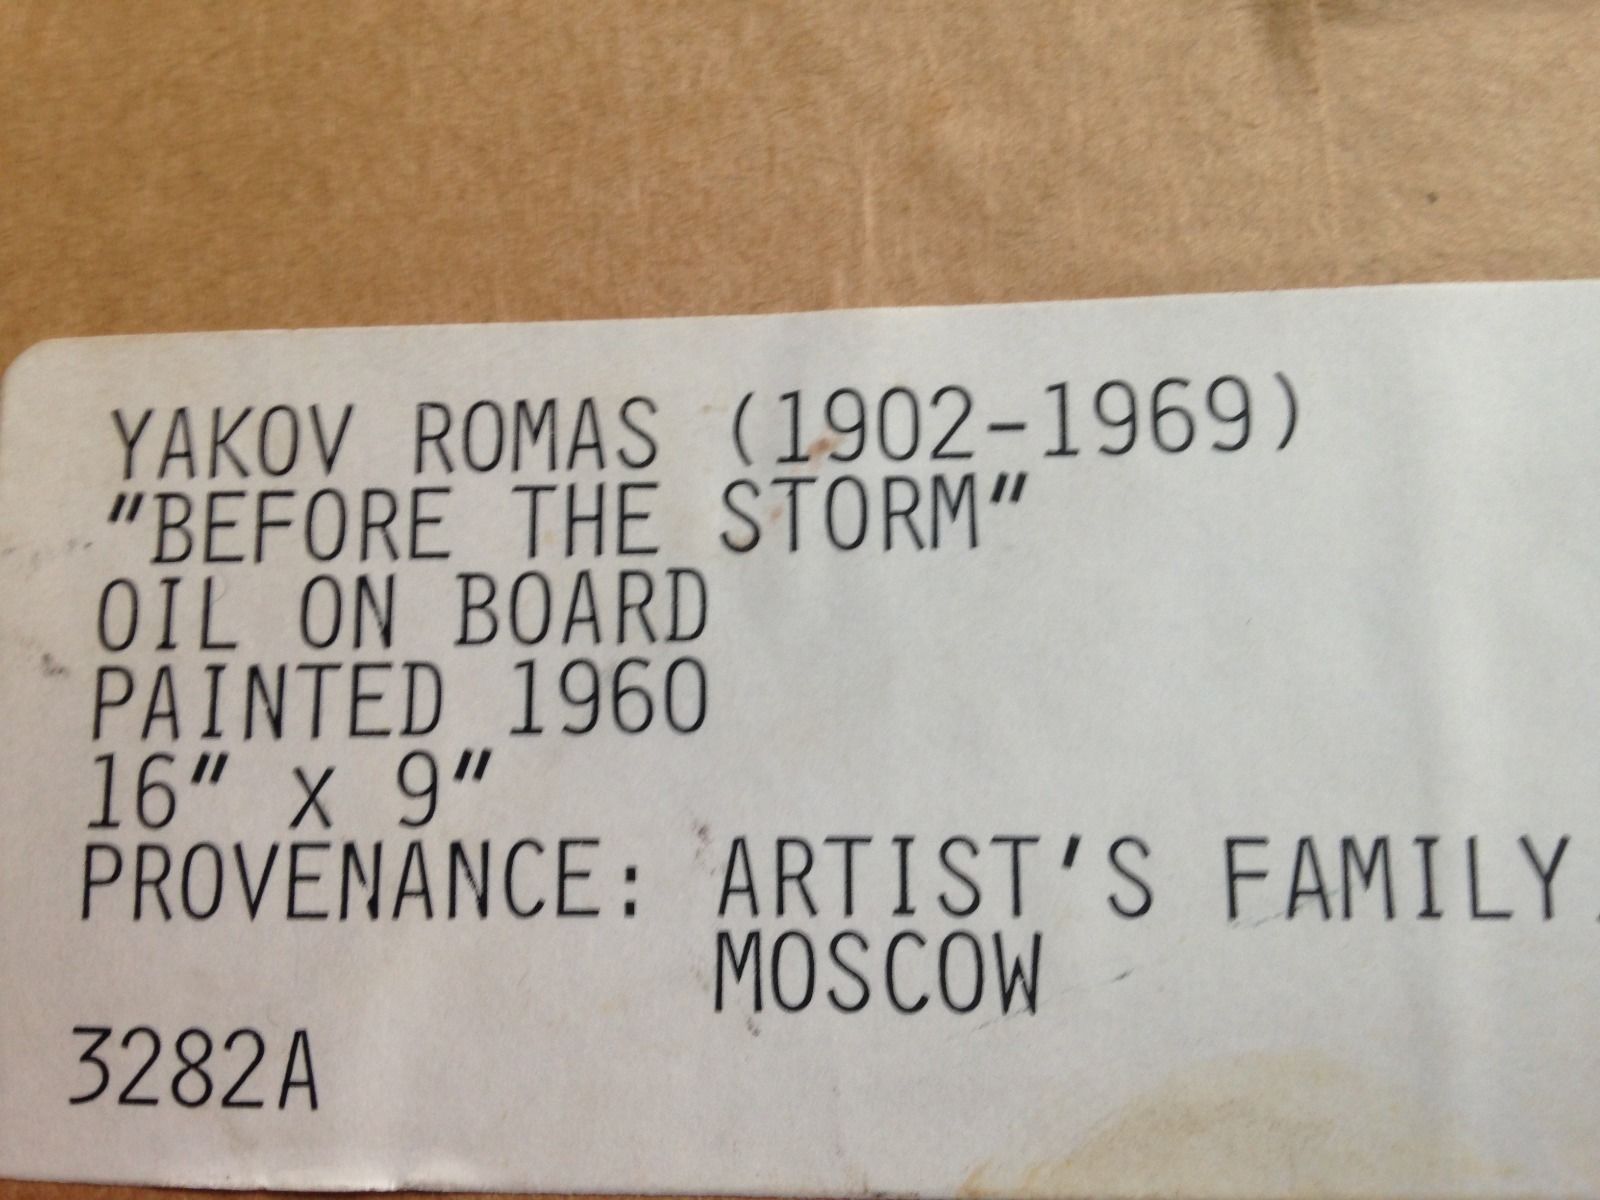 YAKOV ROMAS (1902-1969)
"BEFORE THE STORM"
OIL ON BOARD
PAINTED 1960
16" x 9"
PROVENANCE: ARTIST'S FAMILY,
MOSCOW
3282A